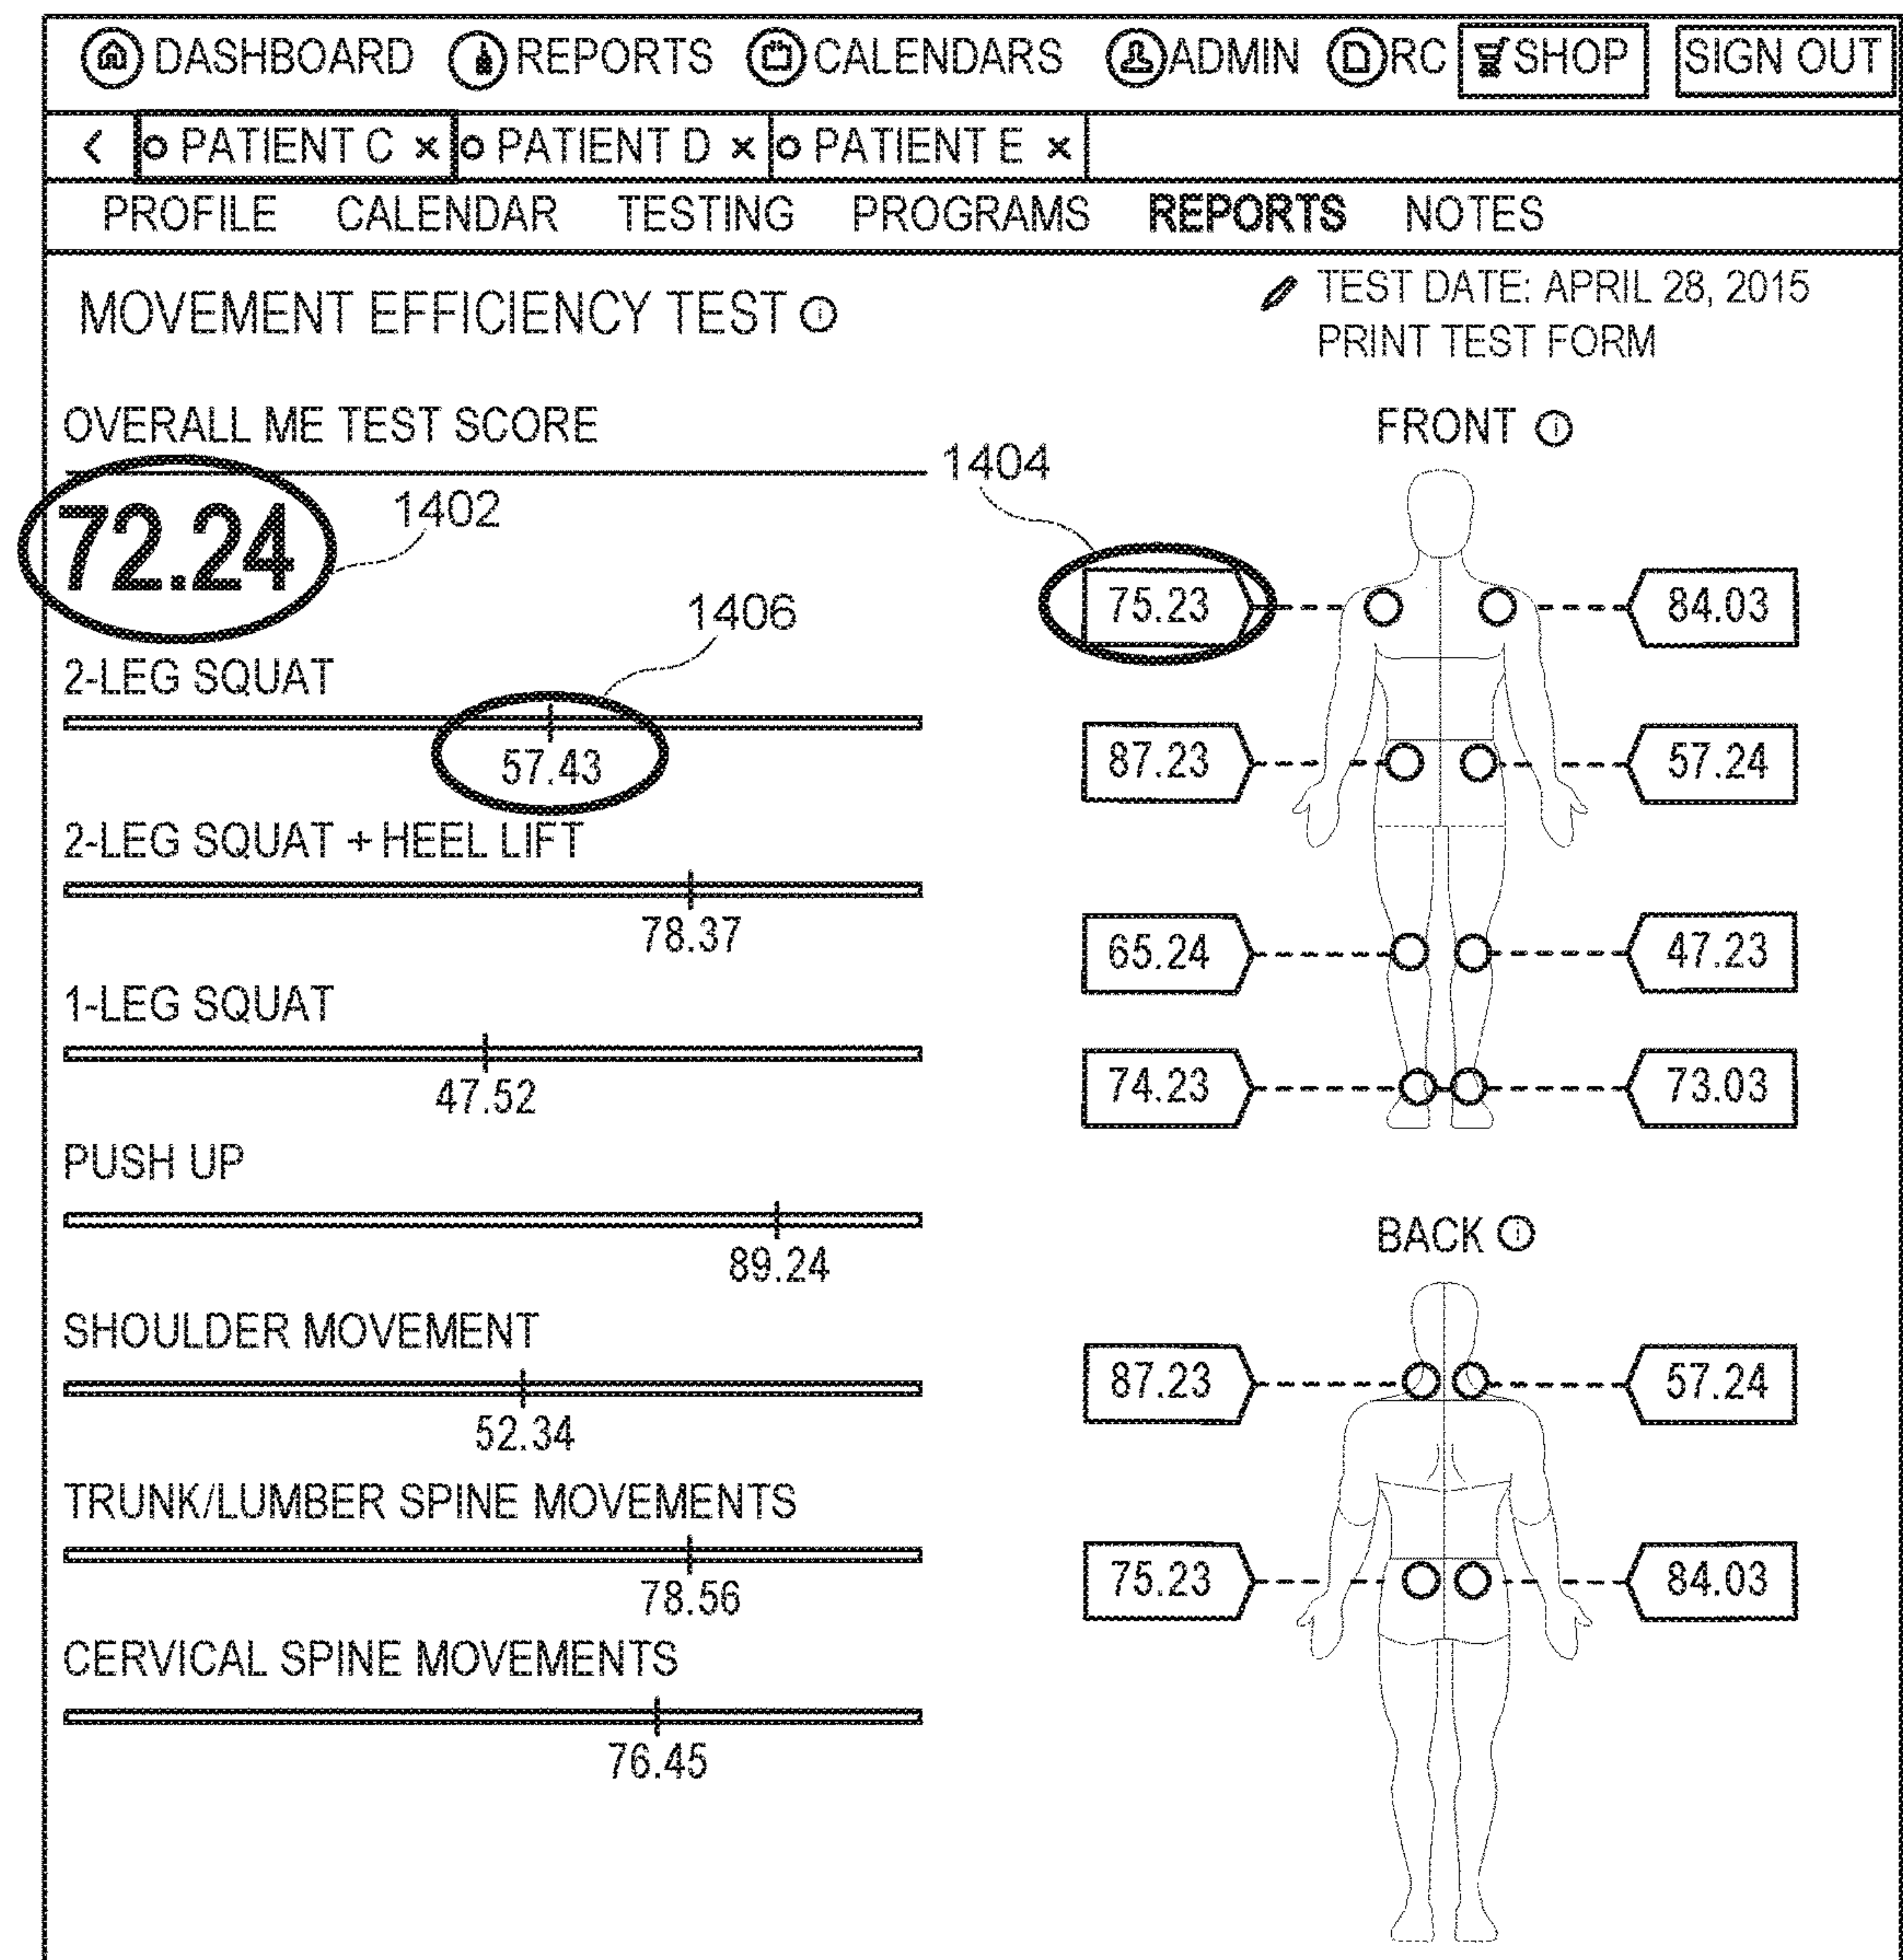 DASHBOARD REPORTS CALENDARS ADMIN RC SHOP SIGN OUT
< PATIENT C × PATIENT D × PATIENT E ×
PROFILE CALENDAR TESTING PROGRAMS REPORTS NOTES
MOVEMENT EFFICIENCY TEST
TEST DATE: APRIL 28, 2015
PRINT TEST FORM
OVERALL ME TEST SCORE
72.24
1402
2-LEG SQUAT
1406
57.43
2-LEG SQUAT + HEEL LIFT
78.37
1-LEG SQUAT
47.52
PUSH UP
89.24
SHOULDER MOVEMENT
52.34
TRUNK/LUMBER SPINE MOVEMENTS
78.56
CERVICAL SPINE MOVEMENTS
76.45
FRONT
1404
75.23 84.03
87.23 57.24
65.24 47.23
74.23 73.03
BACK
87.23 57.24
75.23 84.03